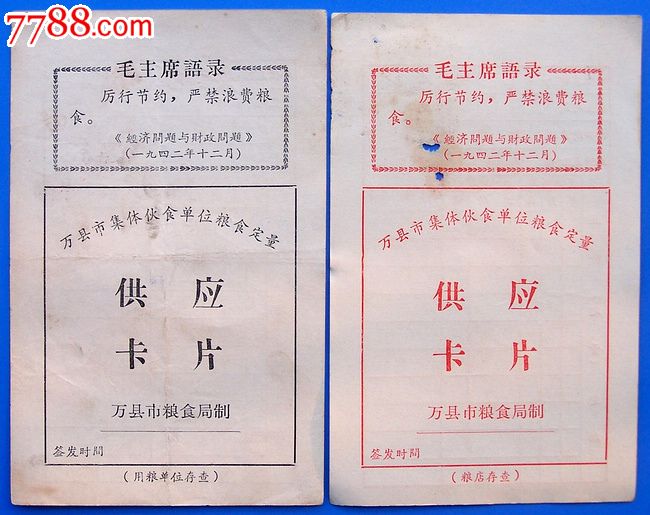 7788.com
毛主席語录
厉行节约，严禁浪费粮
食。
《經济問題与財政問題》
(一九四二年十二月)
万县市集体伙食单位粮食定量
供应
卡片
万县市粮食局制
签发时間
(用粮单位存查)
毛主席語录
厉行节约，严禁浪费粮
食。
《經济問題与財政問題》
(一九四二年十二月)
万县市集体伙食单位粮食定量
供应
卡片
万县市粮食局制
签发时間
(粮店存查)